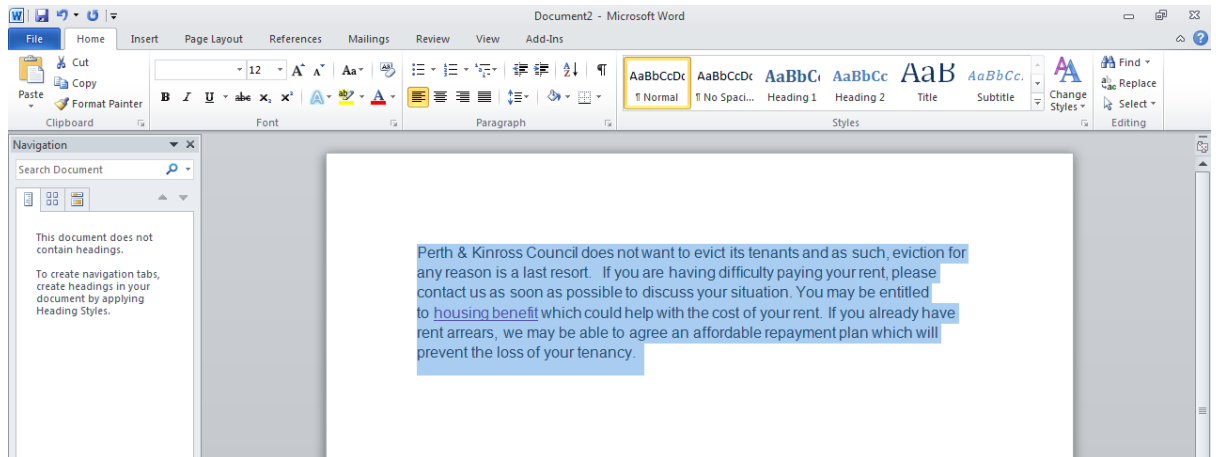 Document2 - Microsoft Word
File Home Insert Page Layout References Mailings Review View Add-Ins
Paste
Cut
Copy
Format Painter
Clipboard
12 A A Aa
B I U abc x₂ x² A ab A
Font
Paragraph
AaBbCcDc AaBbCcDc AaBbC AaBbCc AaB AaBbCc.
¶ Normal ¶ No Spaci... Heading 1 Heading 2 Title Subtitle
Change
Styles
Styles
Find
Replace
Select
Editing
Navigation
Search Document
This document does not
contain headings.
To create navigation tabs,
create headings in your
document by applying
Heading Styles.
Perth & Kinross Council does not want to evict its tenants and as such, eviction for
any reason is a last resort. If you are having difficulty paying your rent, please
contact us as soon as possible to discuss your situation. You may be entitled
to housing benefit which could help with the cost of your rent. If you already have
rent arrears, we may be able to agree an affordable repayment plan which will
prevent the loss of your tenancy.